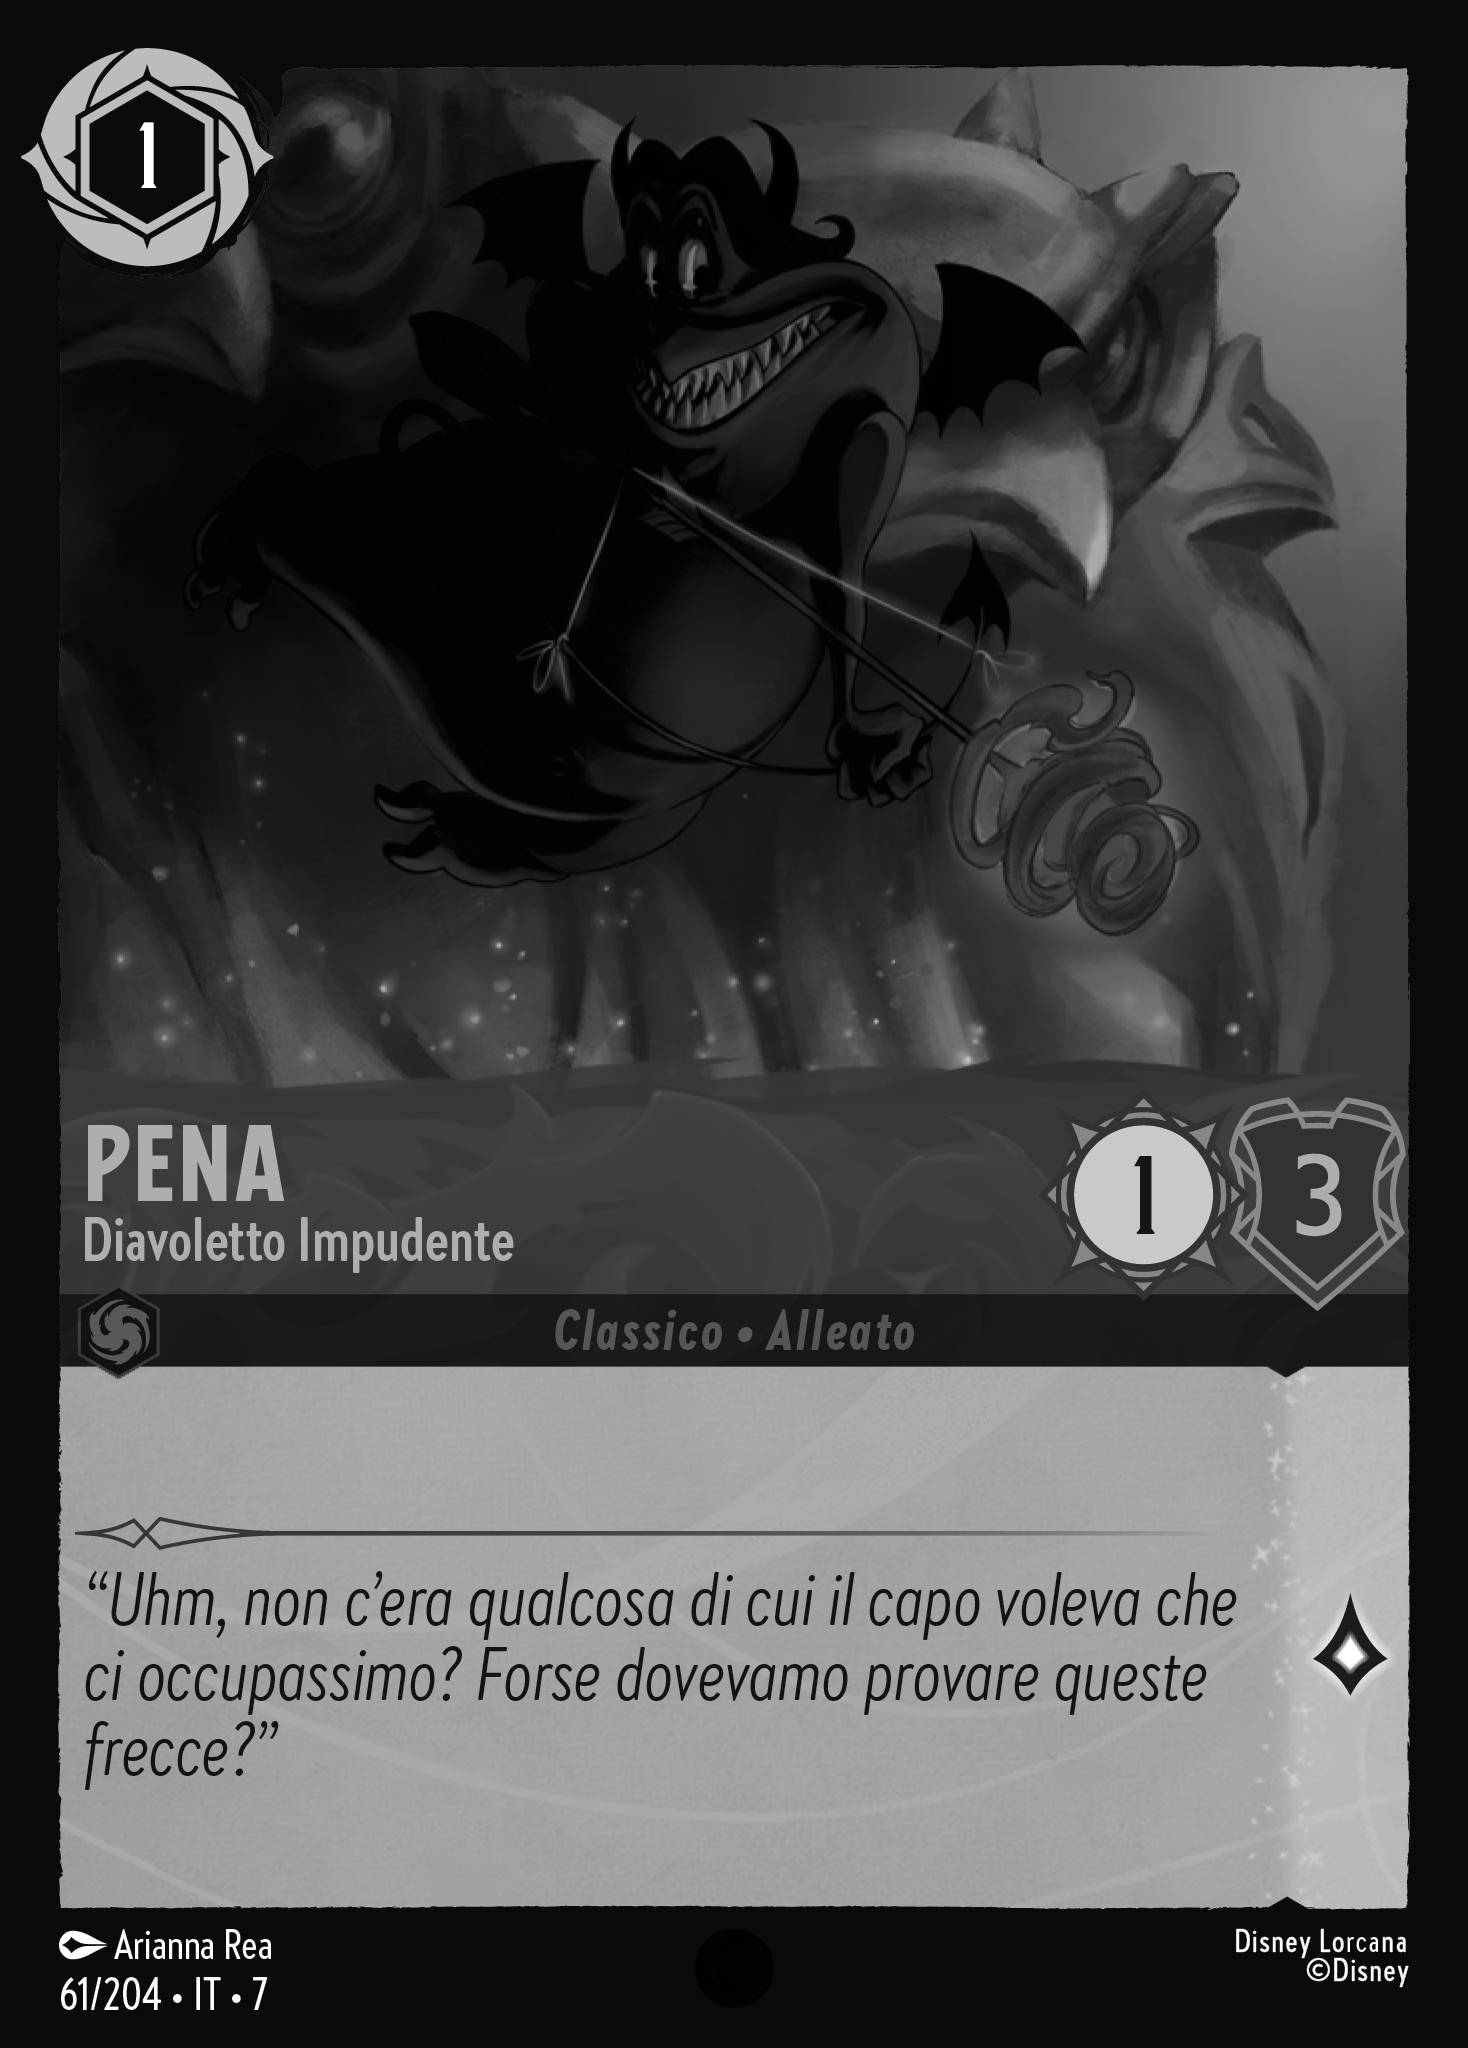 1
PENA
Diavoletto Impudente
1
3
Classico • Alleato
“Uhm, non c’era qualcosa di cui il capo voleva che
ci occupassimo? Forse dovevamo provare queste
frecce?”
Arianna Rea
61/204 • IT • 7
Disney Lorcana
©Disney